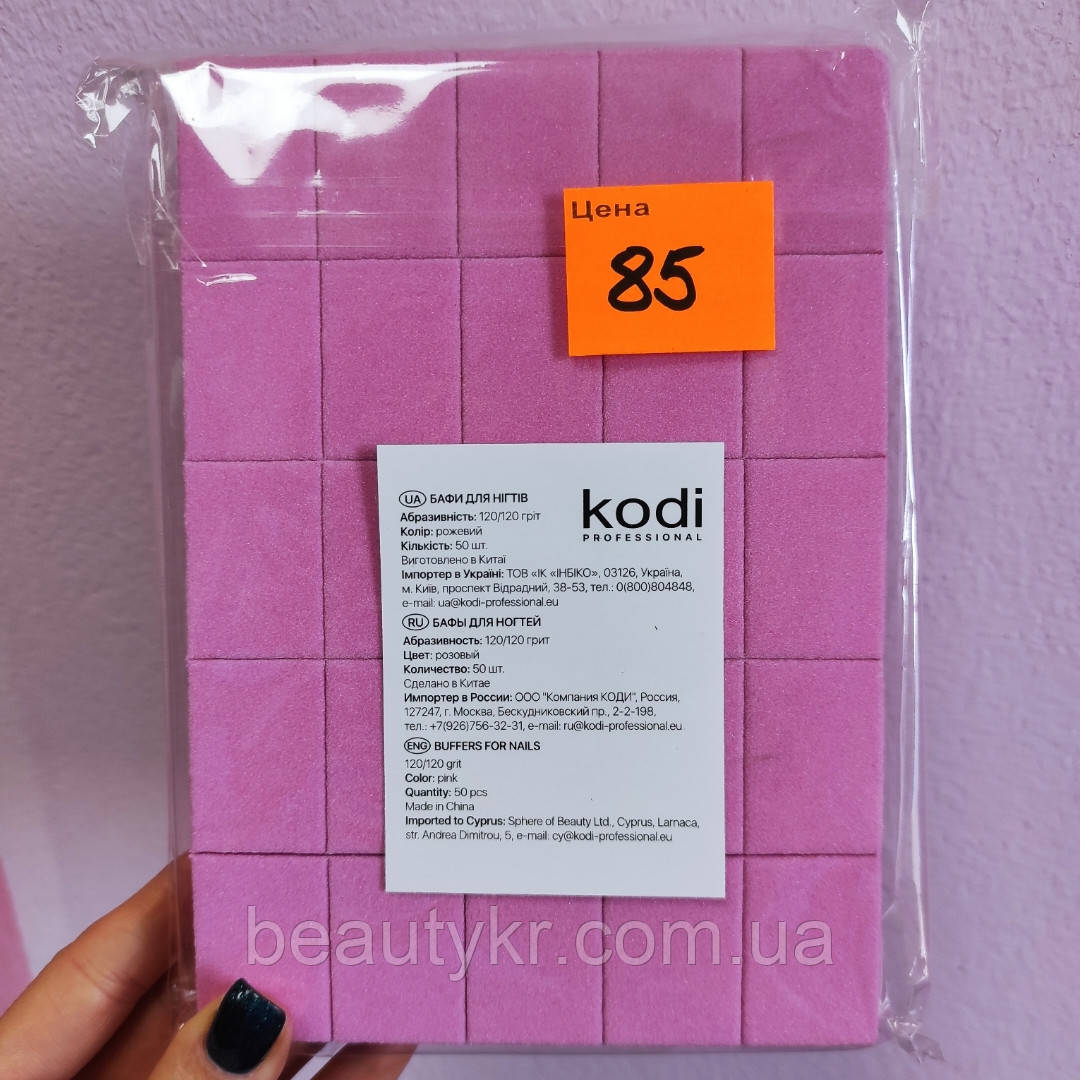 Цена
85
kodi
PROFESSIONAL
UA БАФИ ДЛЯ НІГТІВ
Абразивність: 120/120 гріт
Колір: рожевий
Кількість: 50 шт.
Виготовлено в Китаї
Імпортер в Україні: ТОВ «ІК «ІНБІКО», 03126, Україна,
м. Київ, проспект Відрадний, 38-53, тел.: 0(800)804848,
e-mail: ua@kodi-professional.eu
RU БАФЫ ДЛЯ НОГТЕЙ
Абразивность: 120/120 грит
Цвет: розовый
Количество: 50 шт.
Сделано в Китае
Импортер в России: ООО "Компания КОДИ", Россия,
127247, г. Москва, Бескудниковский пр., 2-2-198,
тел.: +7(926)756-32-31, e-mail: ru@kodi-professional.eu
ENG BUFFERS FOR NAILS
120/120 grit
Color: pink
Quantity: 50 pcs
Made in China
Imported to Cyprus: Sphere of Beauty Ltd., Cyprus, Larnaca,
str. Andrea Dimitrou, 5, e-mail: cy@kodi-professional.eu
beautykr.com.ua